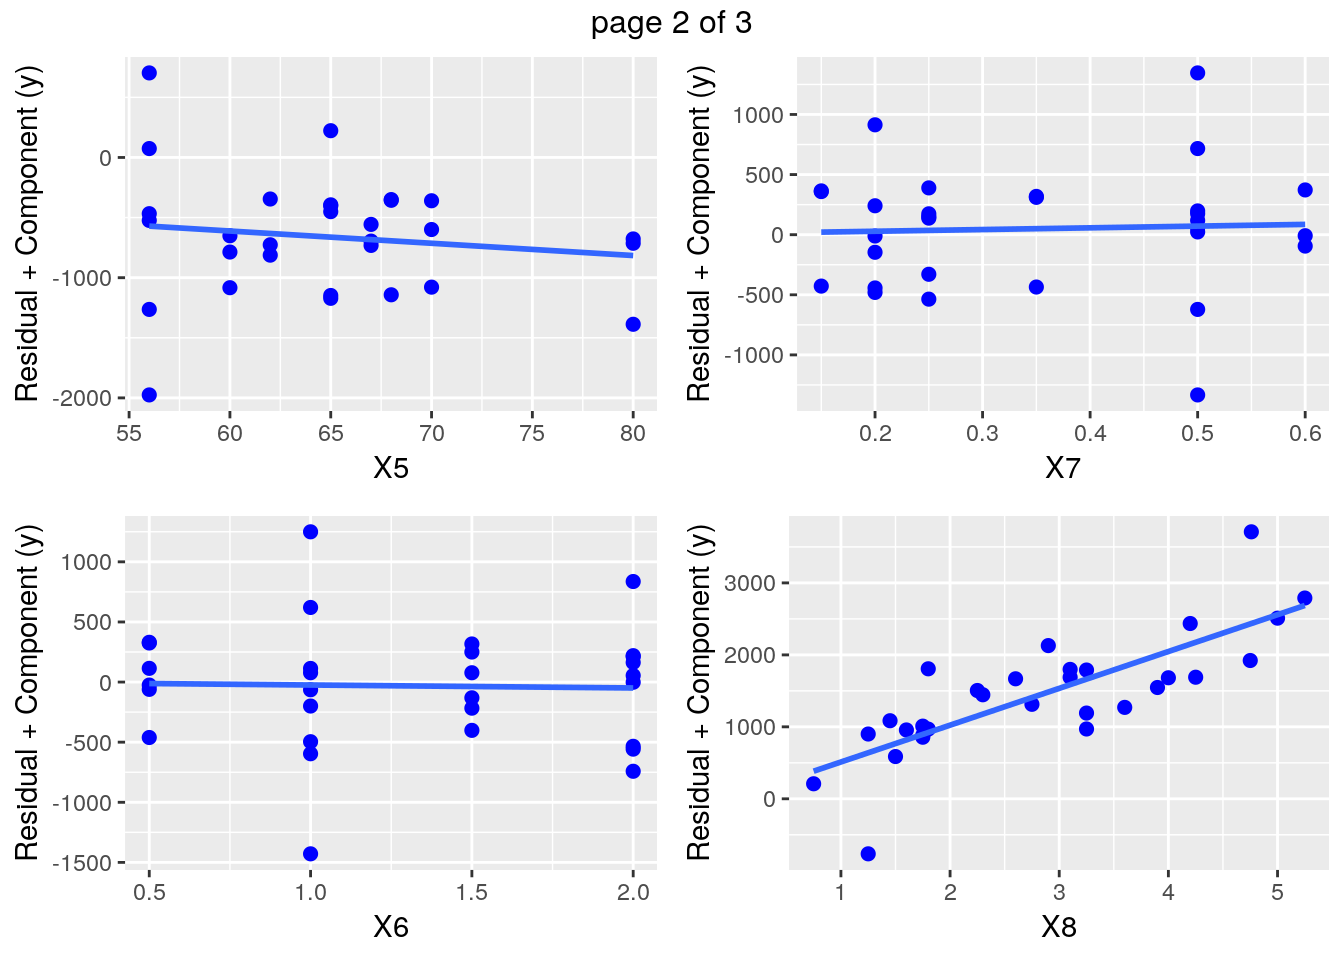 page 2 of 3
Residual + Component (y)
0
-1000
-2000
55 60 65 70 75 80
X5
Residual + Component (y)
1000
500
0
-500
-1000
0.2 0.3 0.4 0.5 0.6
X7
Residual + Component (y)
1000
500
0
-500
-1000
-1500
0.5 1.0 1.5 2.0
X6
Residual + Component (y)
3000
2000
1000
0
1 2 3 4 5
X8